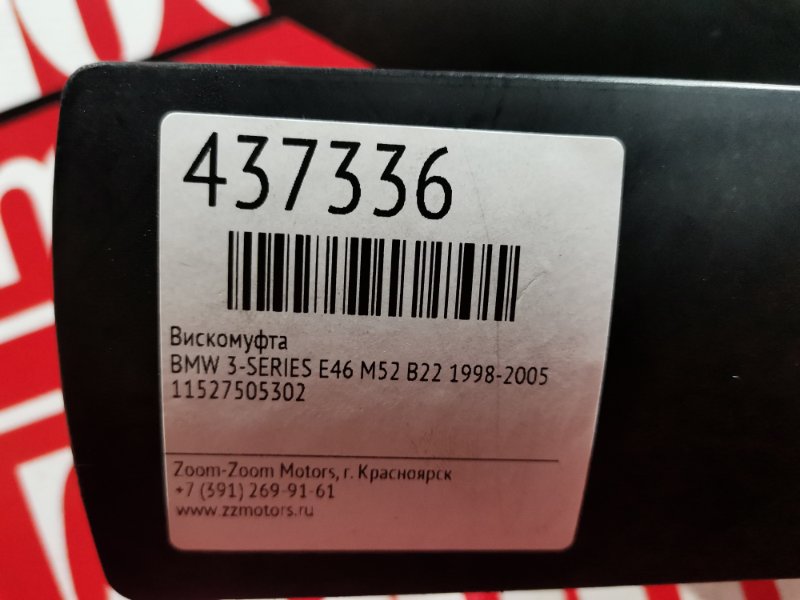 437336
Вискомуфта
BMW 3-SERIES E46 M52 B22 1998-2005
11527505302
Zoom-Zoom Motors, г. Красноярск
+7 (391) 269-91-61
www.zzmotors.ru